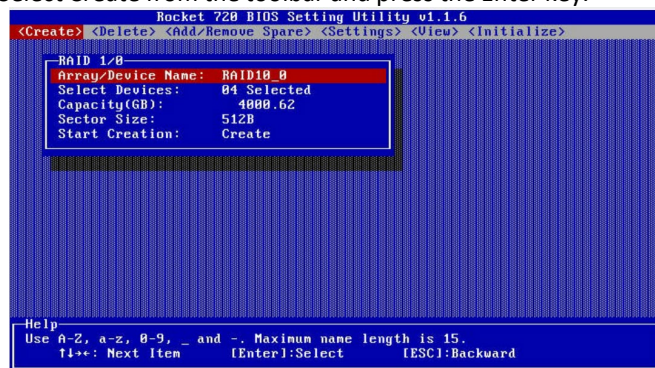 Select Create from the toolbar and press the Enter key.
Rocket 720 BIOS Setting Utility v1.1.6
<Create> <Delete> <Add/Remove Spare> <Settings> <View> <Initialize>
RAID 1/0
Array/Device Name: RAID10_0
Select Devices: 04 Selected
Capacity(GB): 4000.62
Sector Size: 512B
Start Creation: Create
Help
Use A-Z, a-z, 0-9, _ and -. Maximum name length is 15.
↑↓→←: Next Item [Enter]:Select [ESC]:Backward